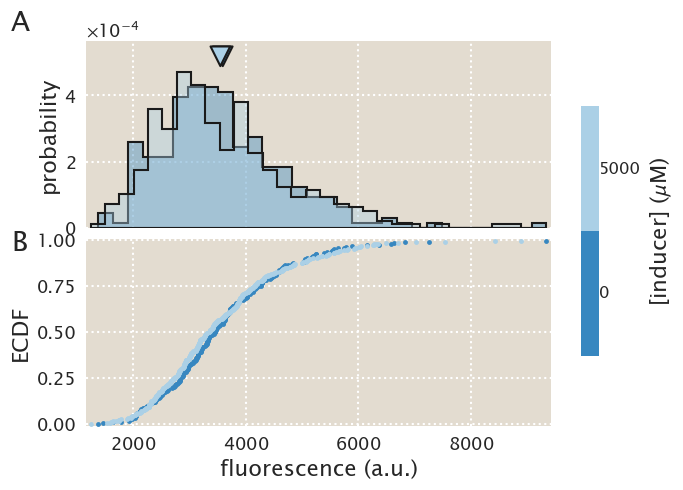 A
×10⁻⁴
4
2
0
probability
B
1.00
0.75
0.50
0.25
0.00
ECDF
2000 4000 6000 8000
fluorescence (a.u.)
5000
0
[inducer] (μM)